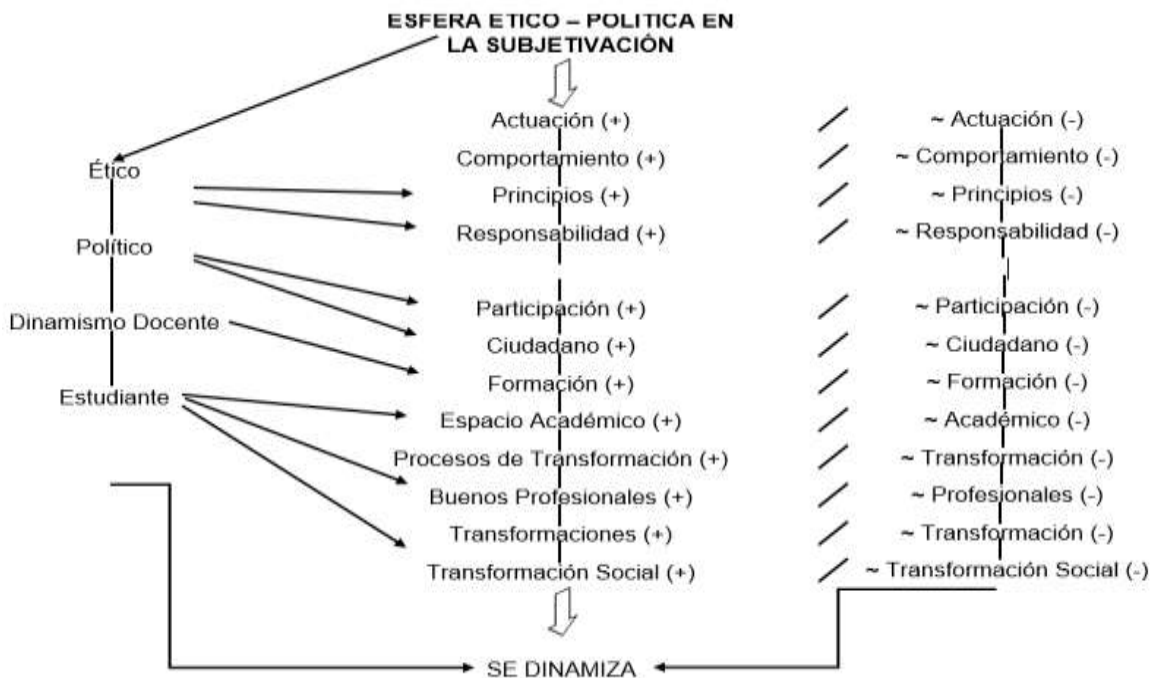 ESFERA ETICO – POLITICA EN
LA SUBJETIVACIÓN
Actuación (+) / ~ Actuación (-)
Comportamiento (+) / ~ Comportamiento (-)
Ético
Principios (+) / ~ Principios (-)
Responsabilidad (+) / ~ Responsabilidad (-)
Político
Participación (+) / ~ Participación (-)
Dinamismo Docente
Ciudadano (+) / ~ Ciudadano (-)
Formación (+) / ~ Formación (-)
Estudiante
Espacio Académico (+) / ~ Académico (-)
Procesos de Transformación (+) / ~ Transformación (-)
Buenos Profesionales (+) / ~ Profesionales (-)
Transformaciones (+) / ~ Transformación (-)
Transformación Social (+) / ~ Transformación Social (-)
SE DINAMIZA